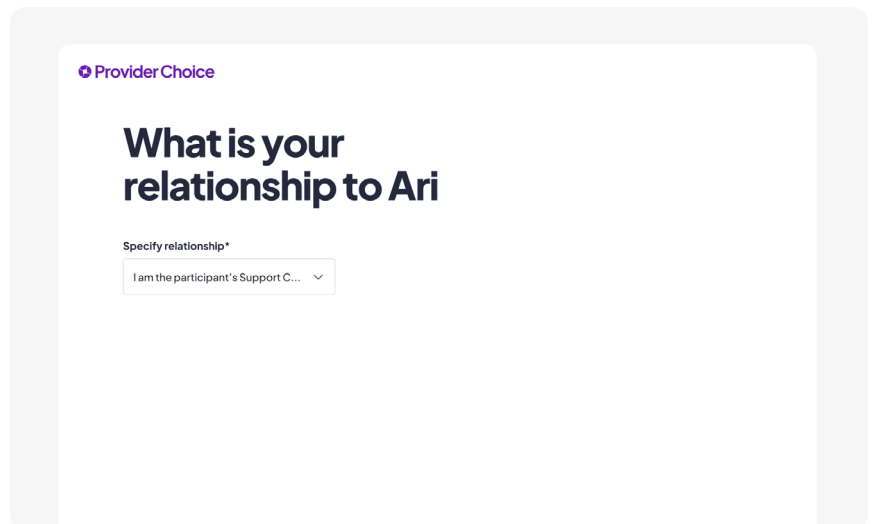 Provider Choice
What is your
relationship to Ari
Specify relationship*
I am the participant's Support C...